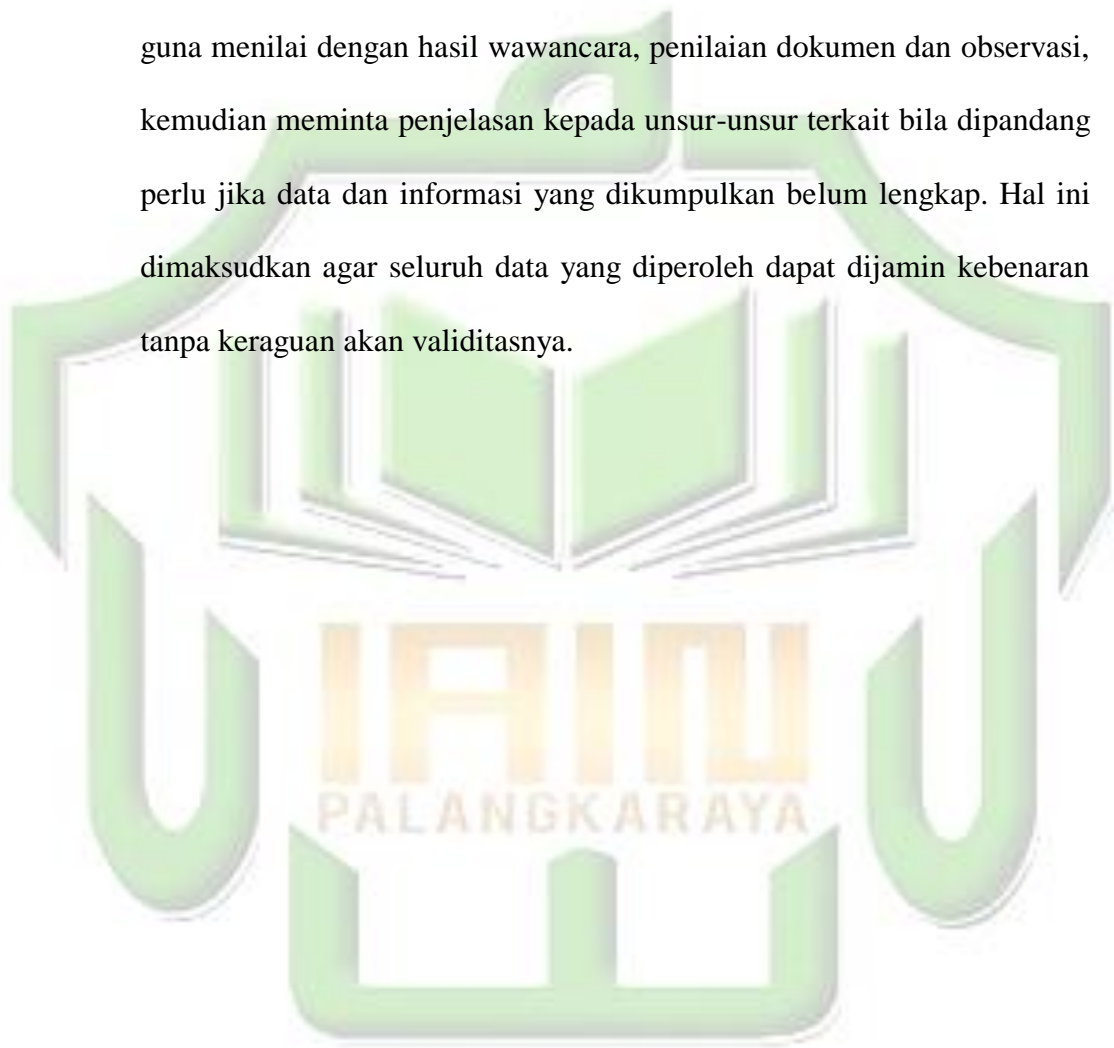 guna menilai dengan hasil wawancara, penilaian dokumen dan observasi,
kemudian meminta penjelasan kepada unsur-unsur terkait bila dipandang
perlu jika data dan informasi yang dikumpulkan belum lengkap. Hal ini
dimaksudkan agar seluruh data yang diperoleh dapat dijamin kebenaran
tanpa keraguan akan validitasnya.
IAIN
PALANGKARAYA